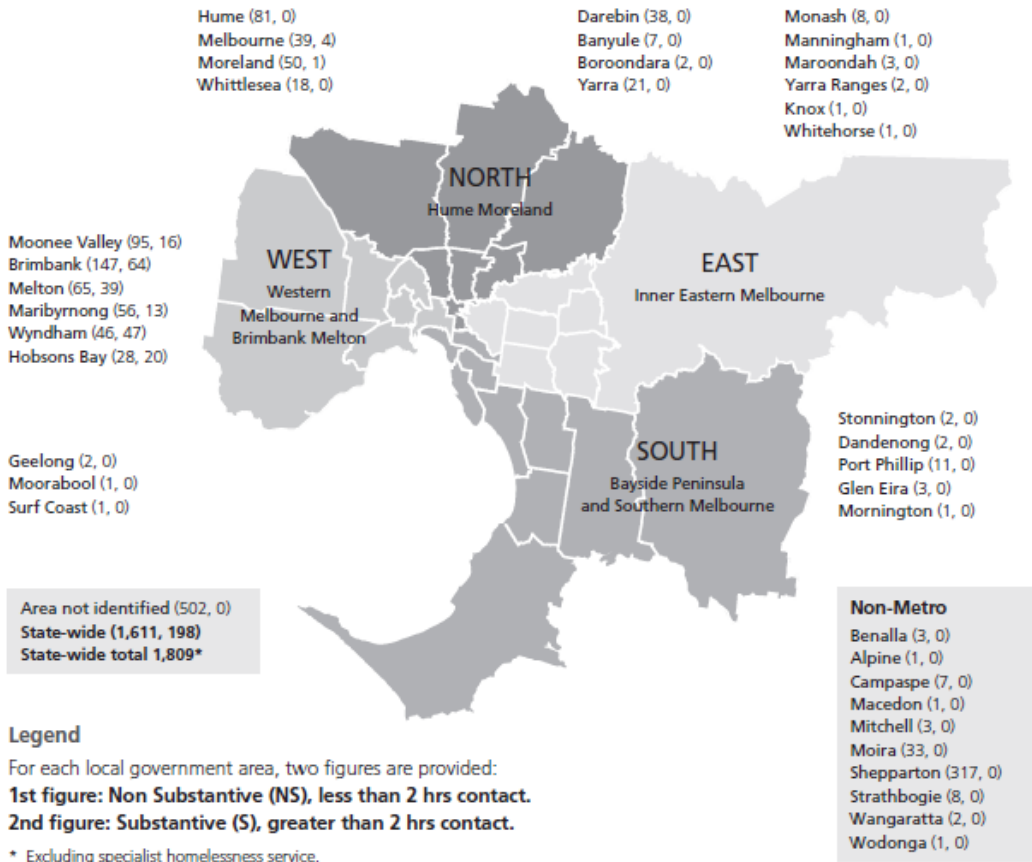 Hume (81, 0)
Melbourne (39, 4)
Moreland (50, 1)
Whittlesea (18, 0)
Darebin (38, 0)
Banyule (7, 0)
Boroondara (2, 0)
Yarra (21, 0)
Monash (8, 0)
Manningham (1, 0)
Maroondah (3, 0)
Yarra Ranges (2, 0)
Knox (1, 0)
Whitehorse (1, 0)
NORTH
Hume Moreland
Moonee Valley (95, 16)
Brimbank (147, 64)
Melton (65, 39)
Maribyrnong (56, 13)
Wyndham (46, 47)
Hobsons Bay (28, 20)
WEST
Western
Melbourne and
Brimbank Melton
EAST
Inner Eastern Melbourne
Geelong (2, 0)
Moorabool (1, 0)
Surf Coast (1, 0)
SOUTH
Bayside Peninsula
and Southern Melbourne
Stonnington (2, 0)
Dandenong (2, 0)
Port Phillip (11, 0)
Glen Eira (3, 0)
Mornington (1, 0)
Area not identified (502, 0)
State-wide (1,611, 198)
State-wide total 1,809*
Non-Metro
Benalla (3, 0)
Alpine (1, 0)
Campaspe (7, 0)
Macedon (1, 0)
Mitchell (3, 0)
Moira (33, 0)
Shepparton (317, 0)
Strathbogie (8, 0)
Wangaratta (2, 0)
Wodonga (1, 0)
Legend
For each local government area, two figures are provided:
1st figure: Non Substantive (NS), less than 2 hrs contact.
2nd figure: Substantive (S), greater than 2 hrs contact.
* Excluding specialist homelessness service.